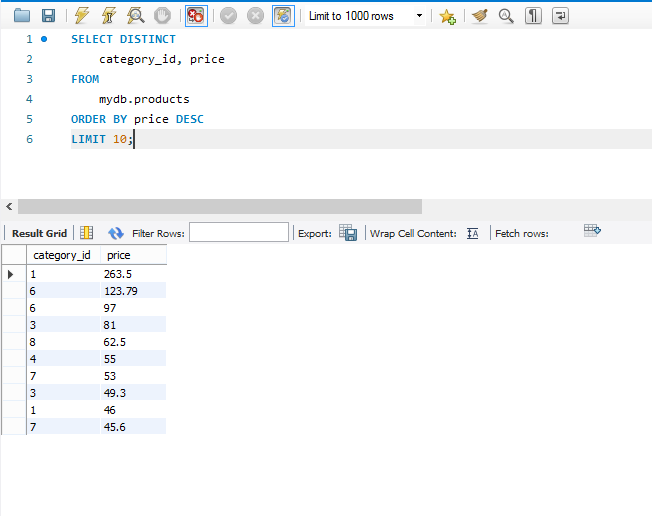 Limit to 1000 rows
1 SELECT DISTINCT
2 category_id, price
3 FROM
4 mydb.products
5 ORDER BY price DESC
6 LIMIT 10;
Result Grid Filter Rows: Export: Wrap Cell Content: Fetch rows:
category_id price
1 263.5
6 123.79
6 97
3 81
8 62.5
4 55
7 53
3 49.3
1 46
7 45.6